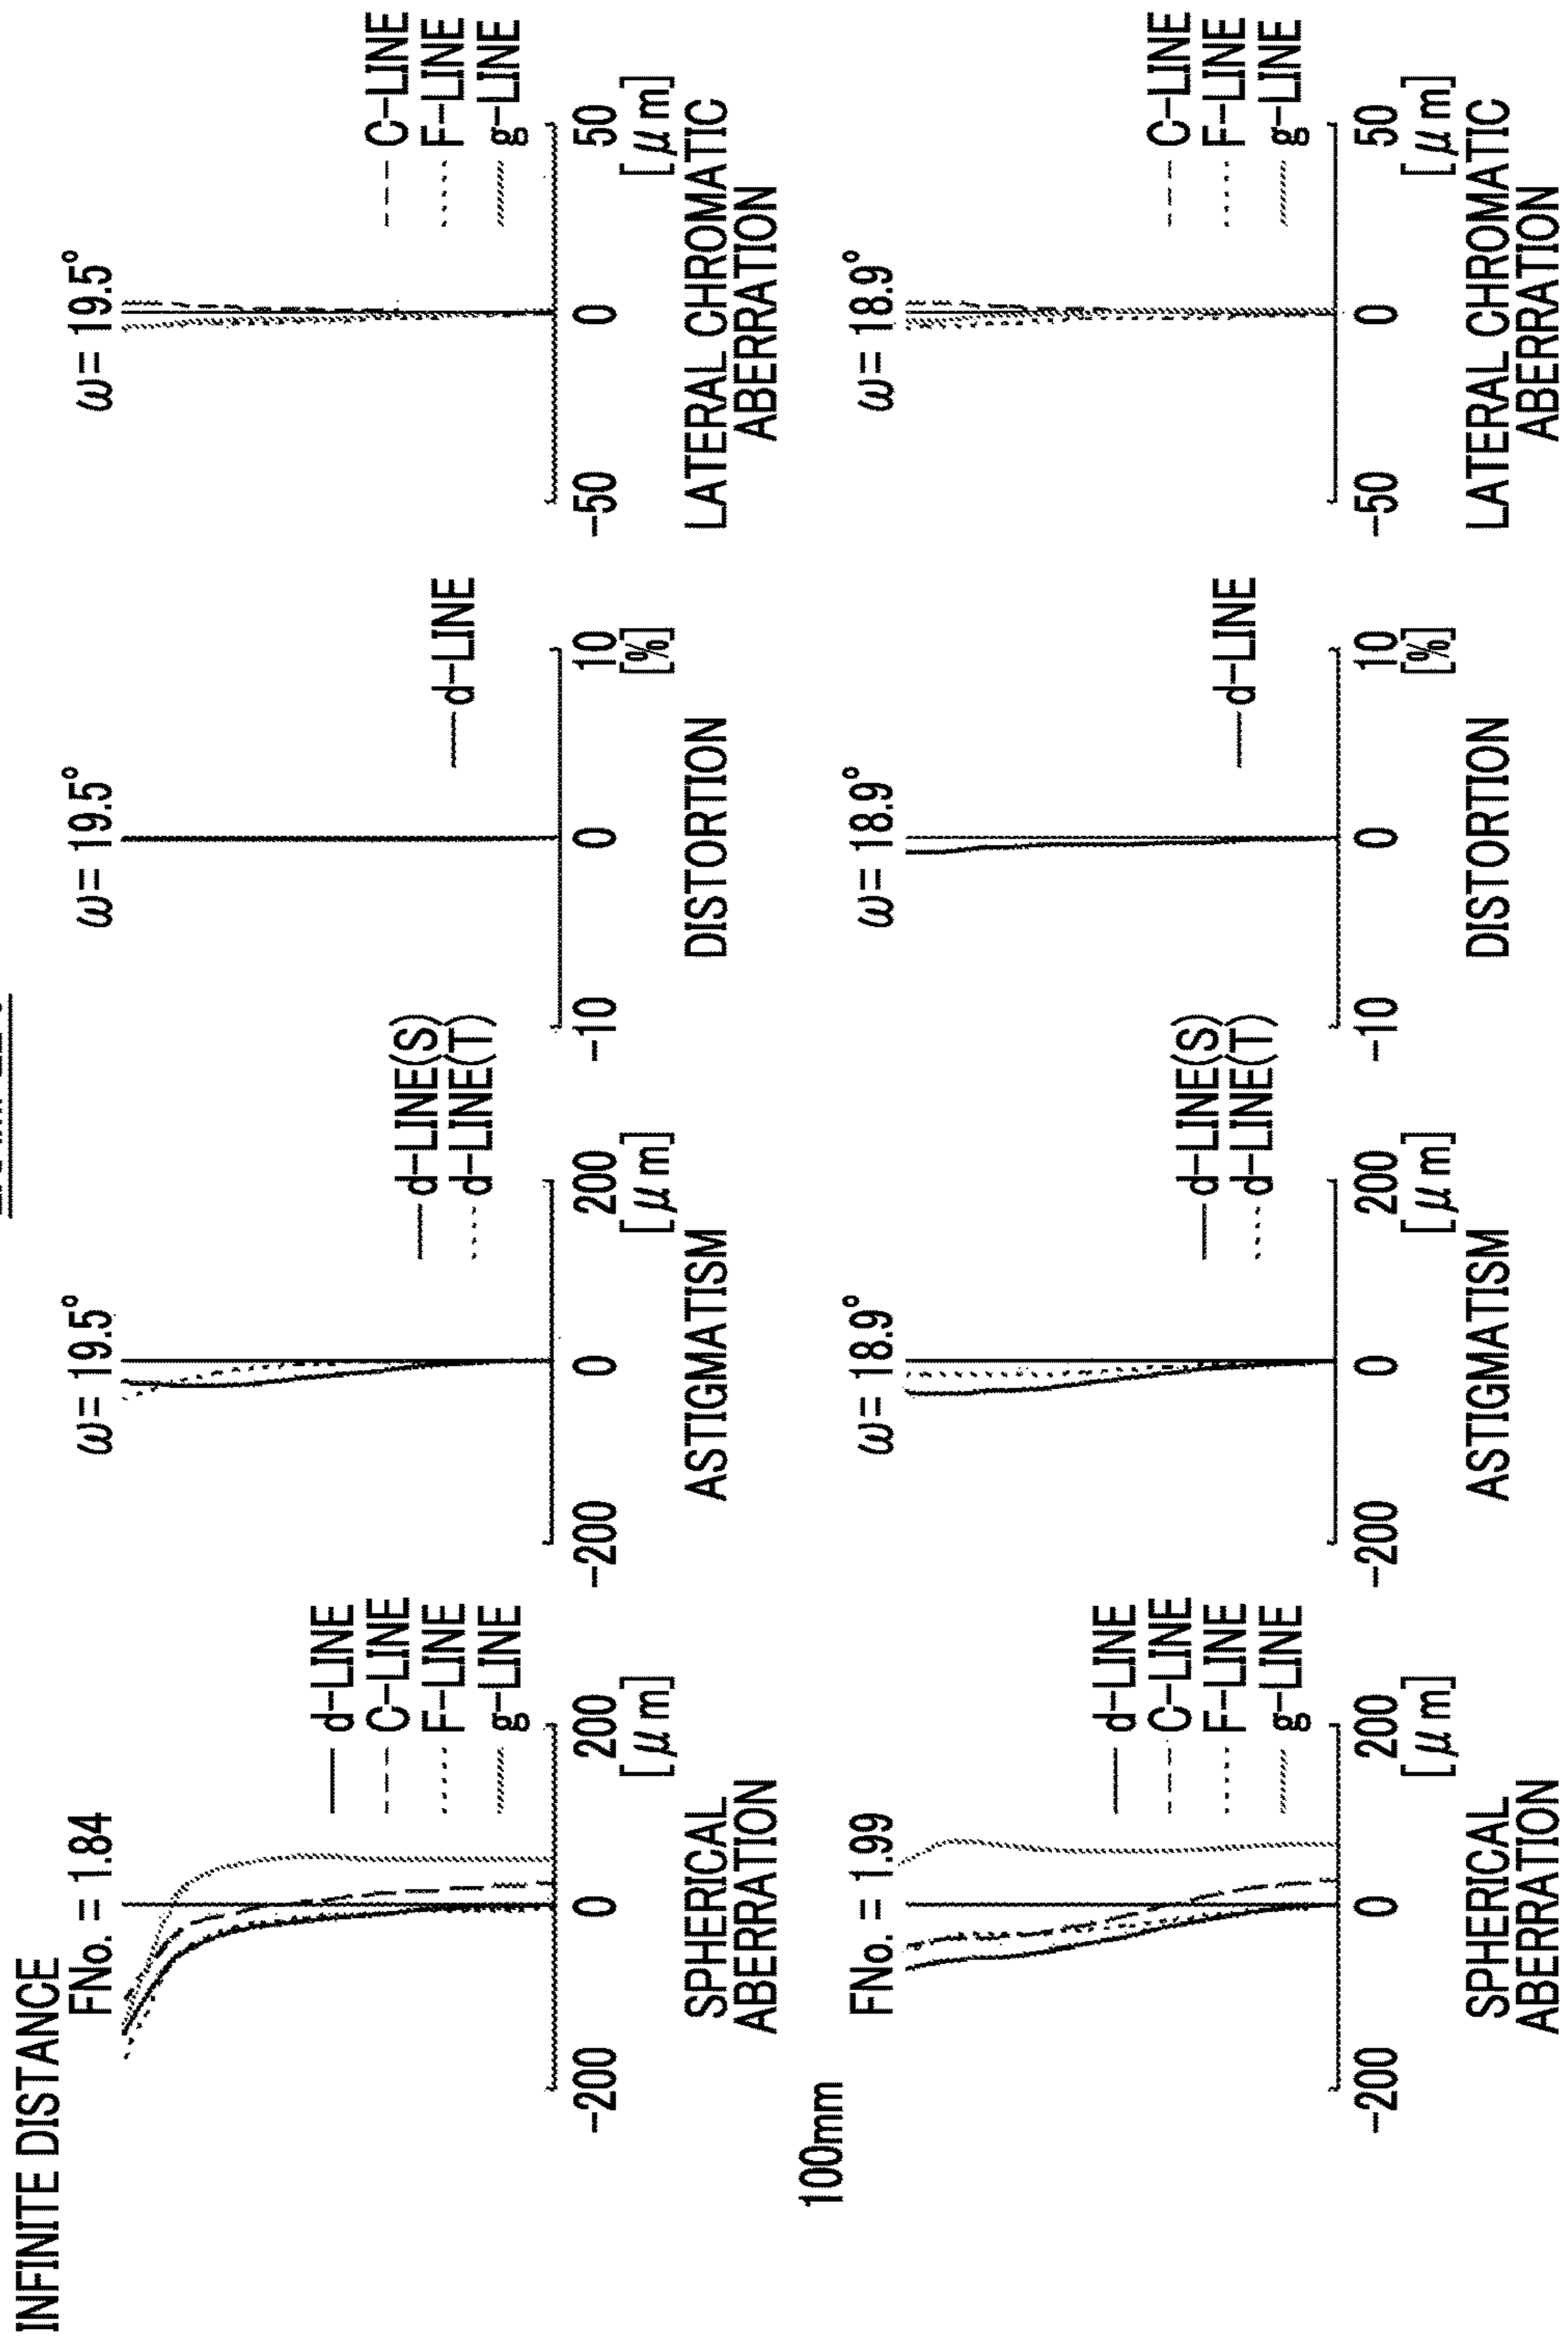 INFINITE DISTANCE
FNo. = 1.84
d-LINE
C-LINE
F-LINE
g-LINE
-200
0
200
[μm]
SPHERICAL
ABERRATION
ω= 19.5°
d-LINE(S)
d-LINE(T)
-200
0
200
[μm]
ASTIGMATISM
ω= 19.5°
d-LINE
-10
0
10
[%]
DISTORTION
ω= 19.5°
C-LINE
F-LINE
g-LINE
-50
0
50
[μm]
LATERAL CHROMATIC
ABERRATION
100mm
FNo. = 1.99
d-LINE
C-LINE
F-LINE
g-LINE
-200
0
200
[μm]
SPHERICAL
ABERRATION
ω= 18.9°
d-LINE(S)
d-LINE(T)
-200
0
200
[μm]
ASTIGMATISM
ω= 18.9°
d-LINE
-10
0
10
[%]
DISTORTION
ω= 18.9°
C-LINE
F-LINE
g-LINE
-50
0
50
[μm]
LATERAL CHROMATIC
ABERRATION